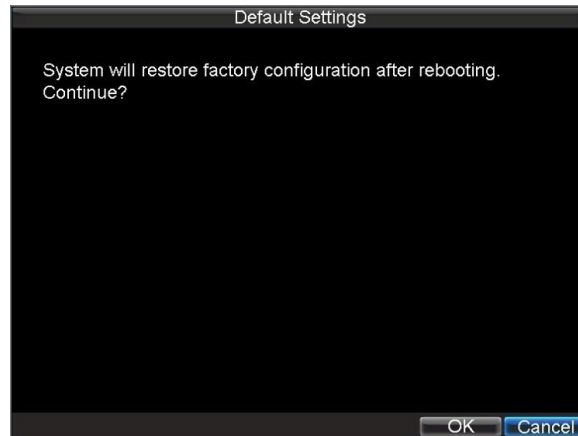 Default Settings
System will restore factory configuration after rebooting.
Continue?
OK Cancel